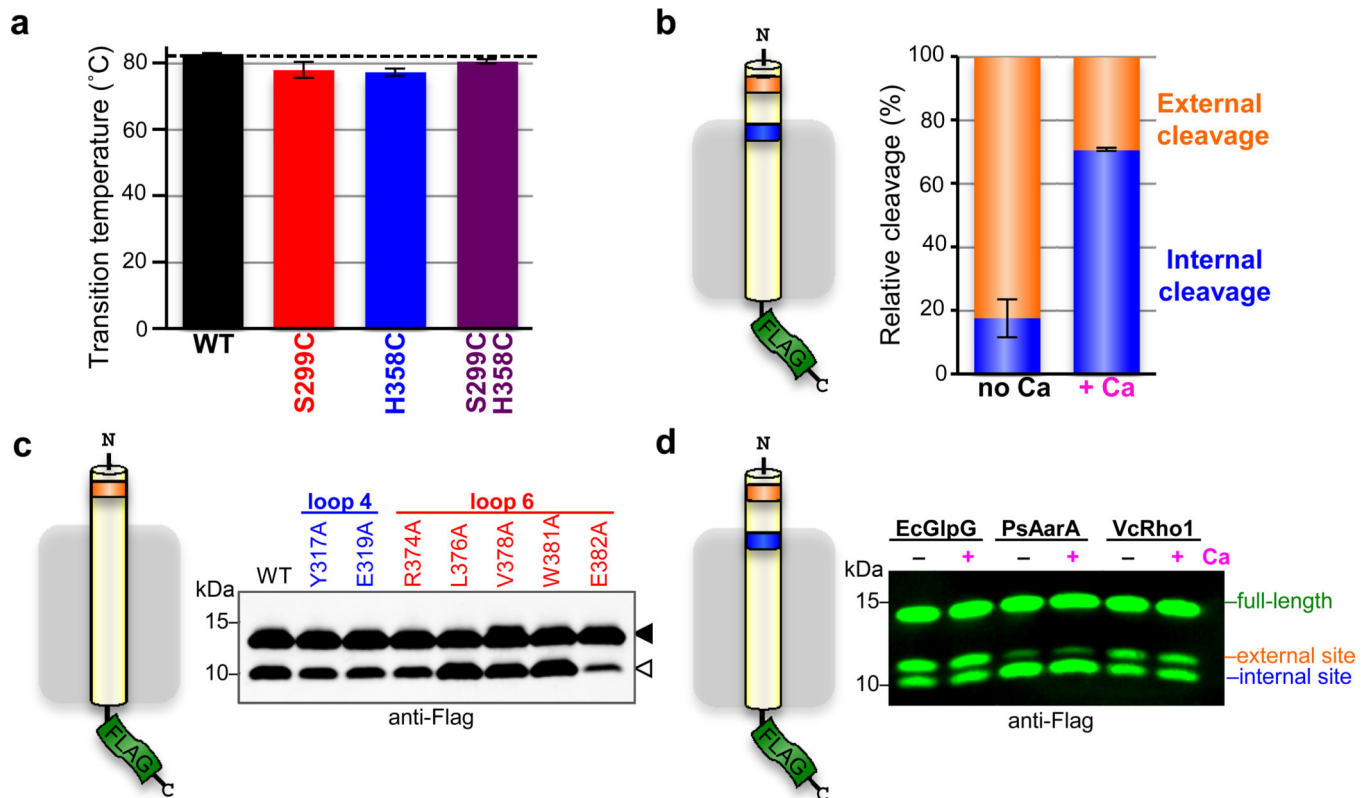 a
Transition temperature (˚C)
80
60
40
20
0
WT
S299C
H358C
S299C
H358C
b
N
FLAG
C
Relative cleavage (%)
100
80
60
40
20
0
no Ca
+ Ca
External
cleavage
Internal
cleavage
c
N
FLAG
C
loop 4
loop 6
WT
Y317A
E319A
R374A
L376A
V378A
W381A
E382A
kDa
15
10
anti-Flag
d
N
FLAG
C
EcGlpG PsAarA VcRho1
– + – + – + Ca
kDa
15
10
full-length
external site
internal site
anti-Flag